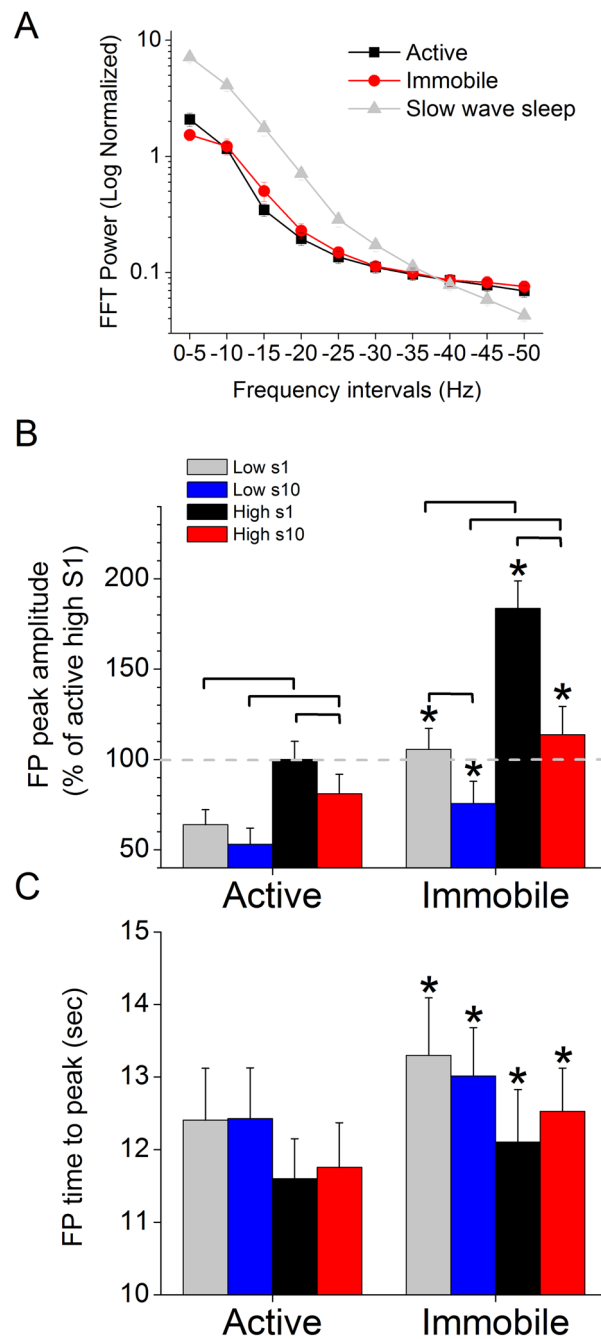 A
10
1
0.1
FFT Power (Log Normalized)
Active
Immobile
Slow wave sleep
0-5 -10 -15 -20 -25 -30 -35 -40 -45 -50
Frequency intervals (Hz)
B
Low s1
Low s10
High s1
High s10
200
150
100
50
FP peak amplitude
(% of active high S1)
* * * *
Active Immobile
C
15
14
13
12
11
10
FP time to peak (sec)
* * * *
Active Immobile